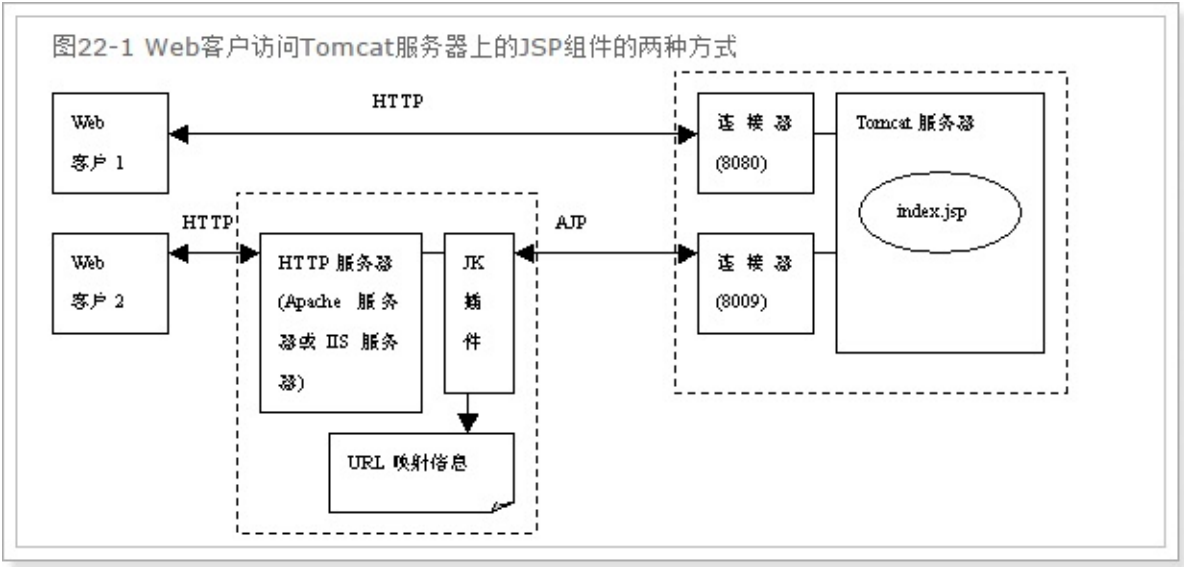 图22-1 Web客户访问Tomcat服务器上的JSP组件的两种方式
HTTP
Web
客户 1
连 接 器
(8080)
Tomcat 服务器
index.jsp
HTTP
AJP
Web
客户 2
HTTP 服务器
(Apache 服务
器或 IIS 服务
器)
JK
插
件
连 接 器
(8009)
URL 映射信息